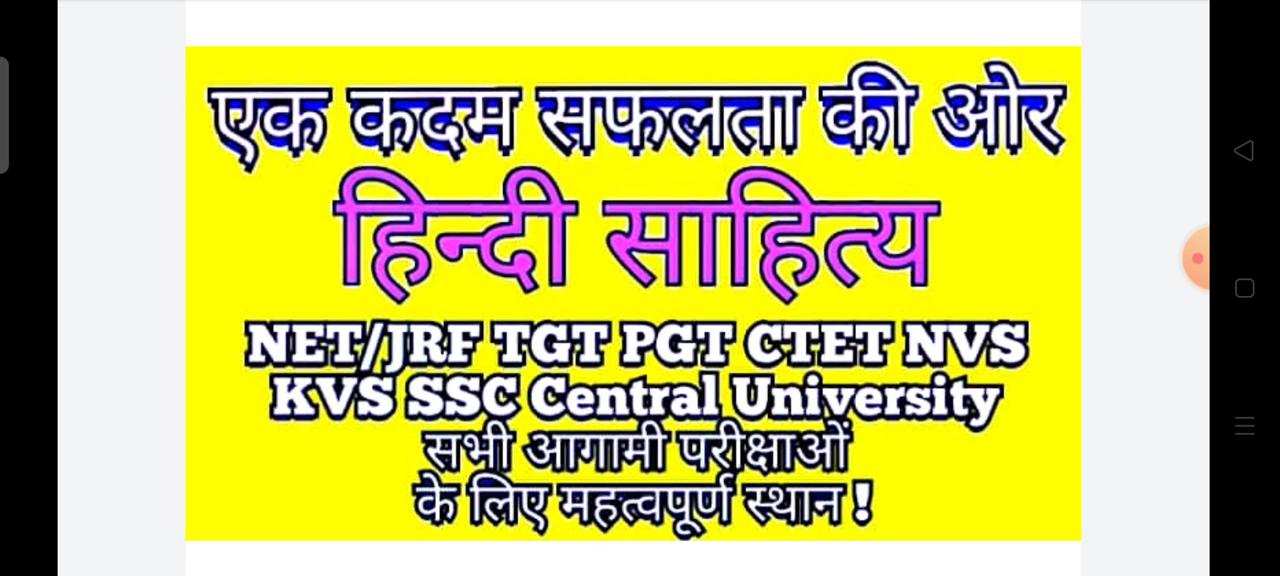 एक कदम सफलता की ओर
हिन्दी साहित्य
NET/JRF TGT PGT CTET NVS
KVS SSC Central University
सभी आगामी परीक्षाओं
के लिए महत्वपूर्ण स्थान !